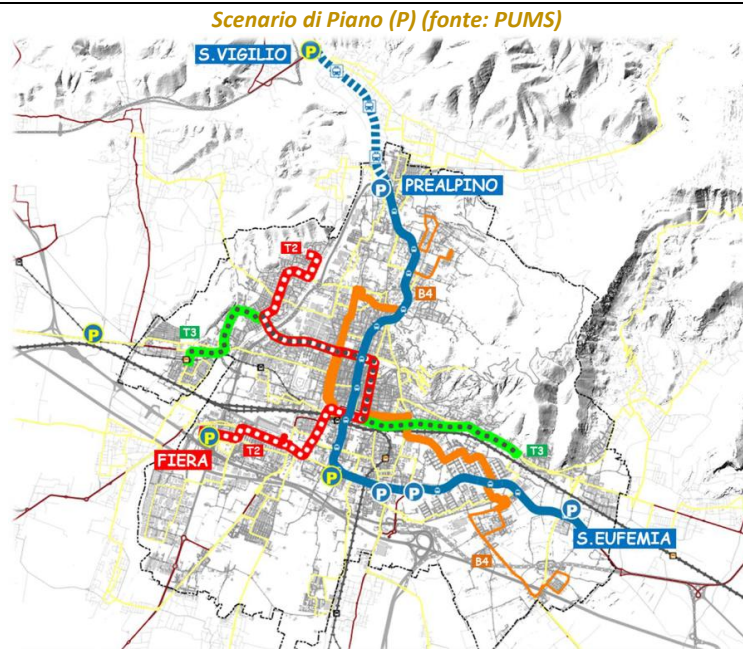 Scenario di Piano (P) (fonte: PUMS)
S.VIGILIO
P
P
PREALPINO
T2
B4
P
T3
P
FIERA
T2
T3
P
P
P
P
S.EUFEMIA
B4